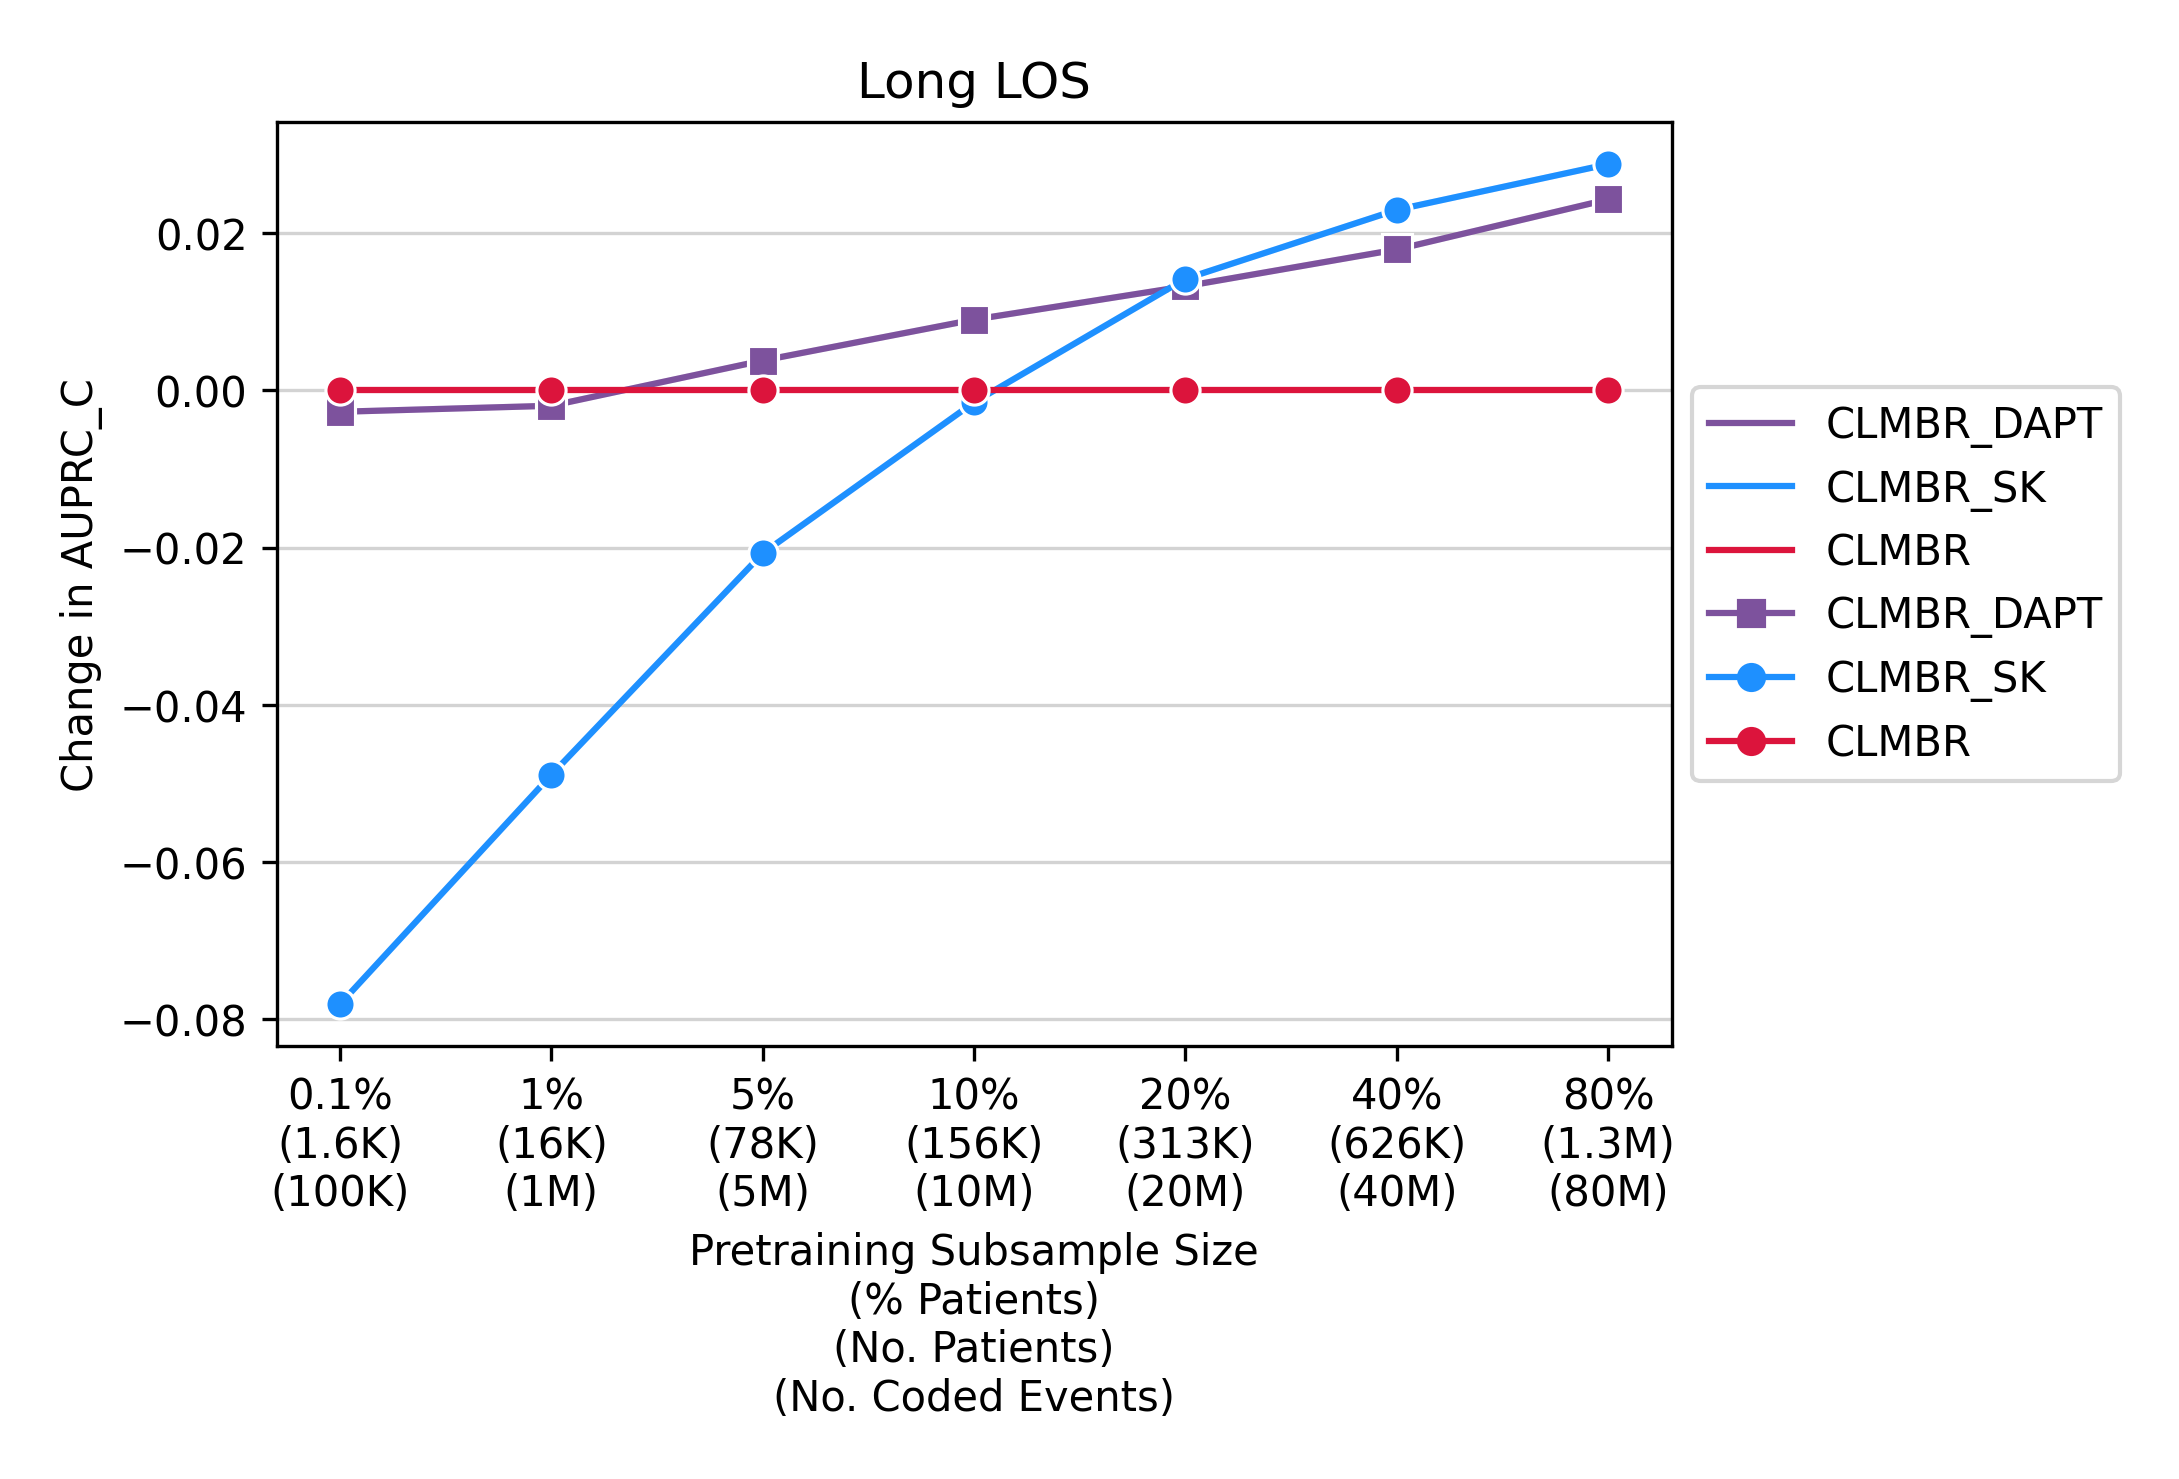 Long LOS
Change in AUPRC_C
0.02
0.00
−0.02
−0.04
−0.06
−0.08
0.1% 1% 5% 10% 20% 40% 80%
(1.6K) (16K) (78K) (156K) (313K) (626K) (1.3M)
(100K) (1M) (5M) (10M) (20M) (40M) (80M)
Pretraining Subsample Size
(% Patients)
(No. Patients)
(No. Coded Events)
CLMBR_DAPT
CLMBR_SK
CLMBR
CLMBR_DAPT
CLMBR_SK
CLMBR